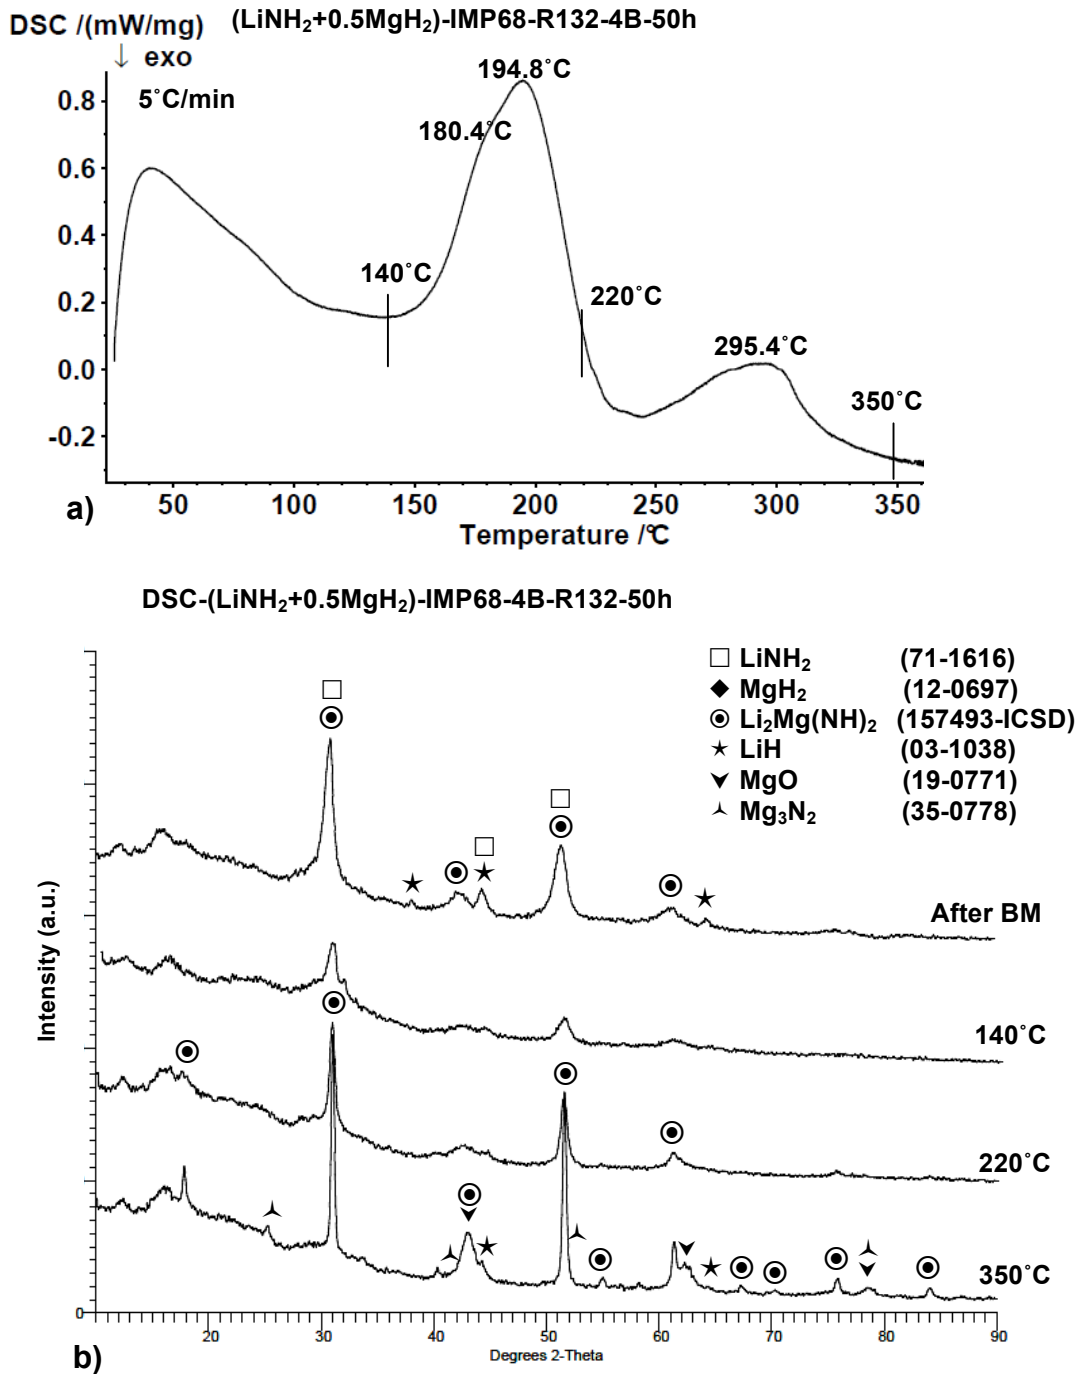 DSC /(mW/mg) (LiNH₂+0.5MgH₂)-IMP68-R132-4B-50h
↓ exo
5˚C/min
194.8˚C
180.4˚C
140˚C
220˚C
295.4˚C
350˚C
0.8
0.6
0.4
0.2
0.0
-0.2
50 100 150 200 250 300 350
Temperature /℃
a)
DSC-(LiNH₂+0.5MgH₂)-IMP68-4B-R132-50h
LiNH₂ (71-1616)
MgH₂ (12-0697)
Li₂Mg(NH)₂ (157493-ICSD)
LiH (03-1038)
MgO (19-0771)
Mg₃N₂ (35-0778)
Intensity (a.u.)
After BM
140˚C
220˚C
350˚C
0
20 30 40 50 60 70 80 90
Degrees 2-Theta
b)